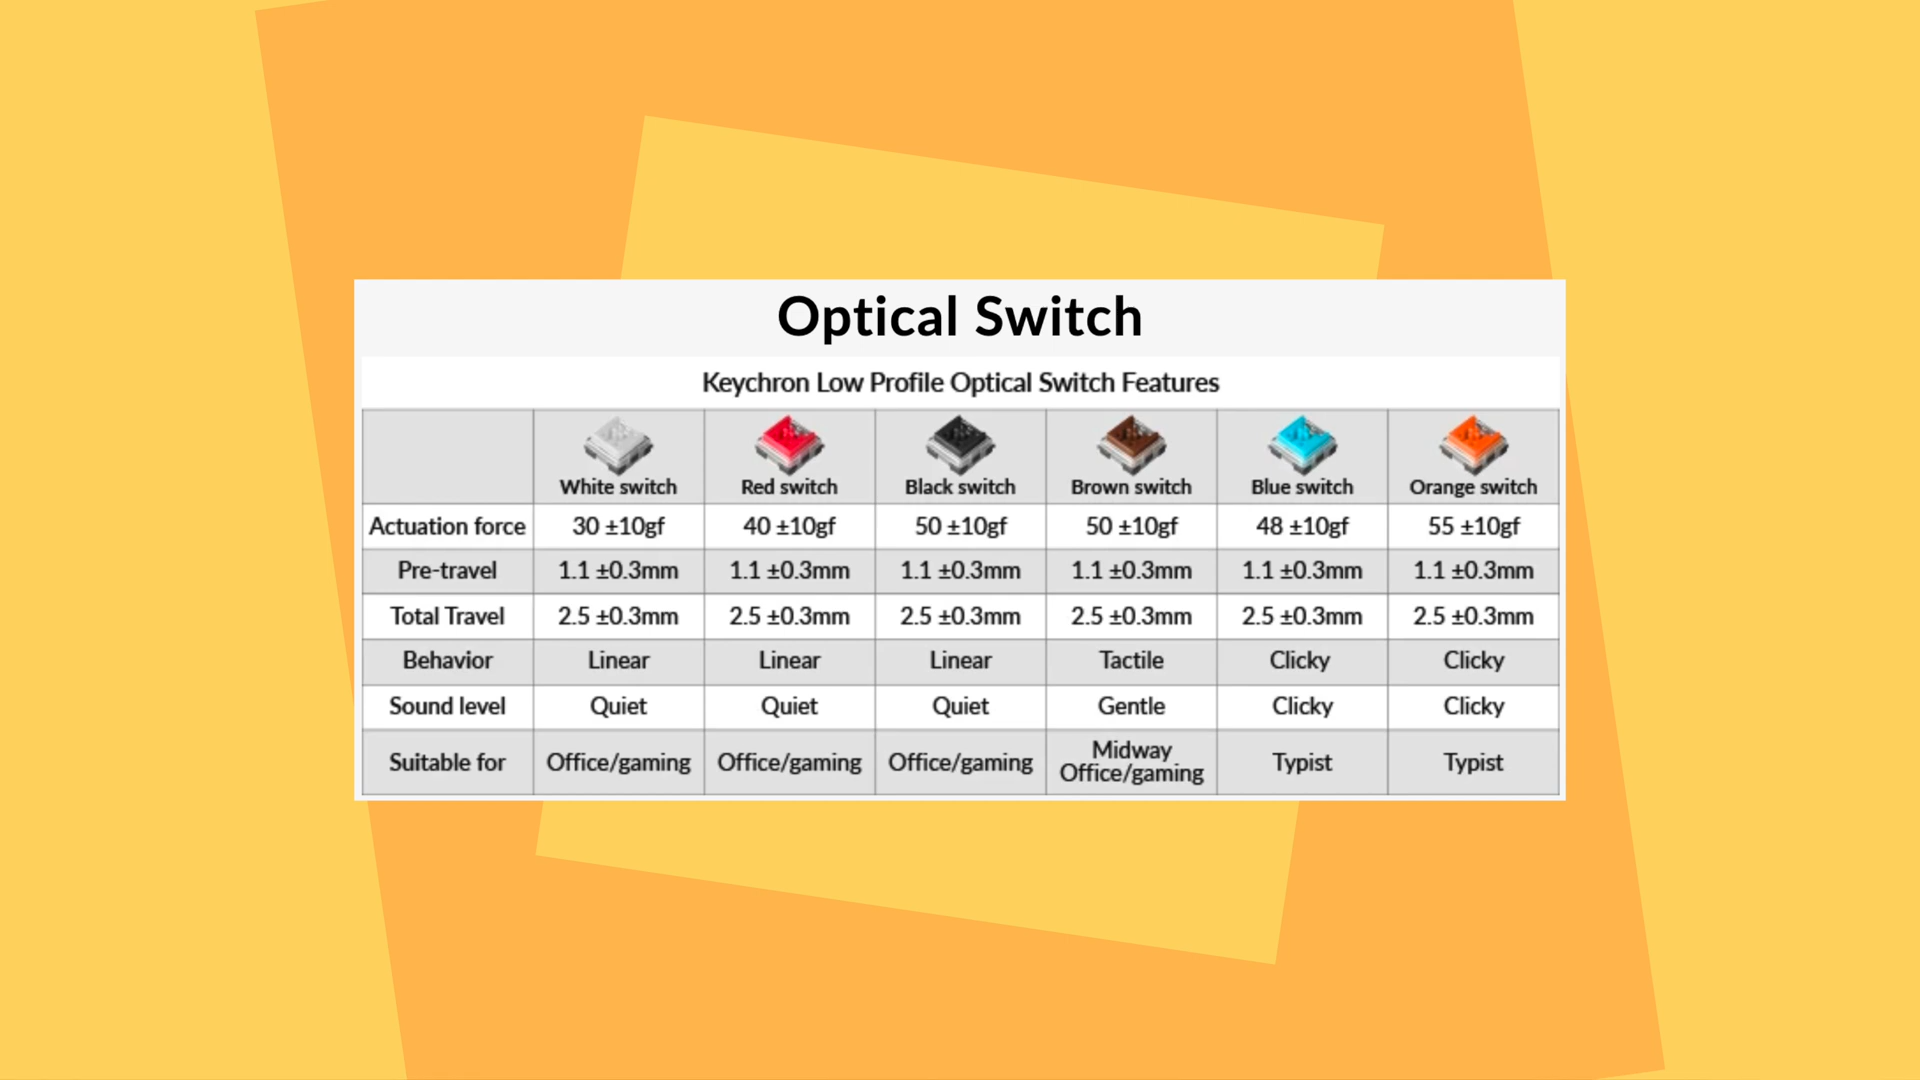 Optical Switch
Keychron Low Profile Optical Switch Features
White switch Red switch Black switch Brown switch Blue switch Orange switch
Actuation force 30 ±10gf 40 ±10gf 50 ±10gf 50 ±10gf 48 ±10gf 55 ±10gf
Pre-travel 1.1 ±0.3mm 1.1 ±0.3mm 1.1 ±0.3mm 1.1 ±0.3mm 1.1 ±0.3mm 1.1 ±0.3mm
Total Travel 2.5 ±0.3mm 2.5 ±0.3mm 2.5 ±0.3mm 2.5 ±0.3mm 2.5 ±0.3mm 2.5 ±0.3mm
Behavior Linear Linear Linear Tactile Clicky Clicky
Sound level Quiet Quiet Quiet Gentle Clicky Clicky
Suitable for Office/gaming Office/gaming Office/gaming Midway Office/gaming Typist Typist